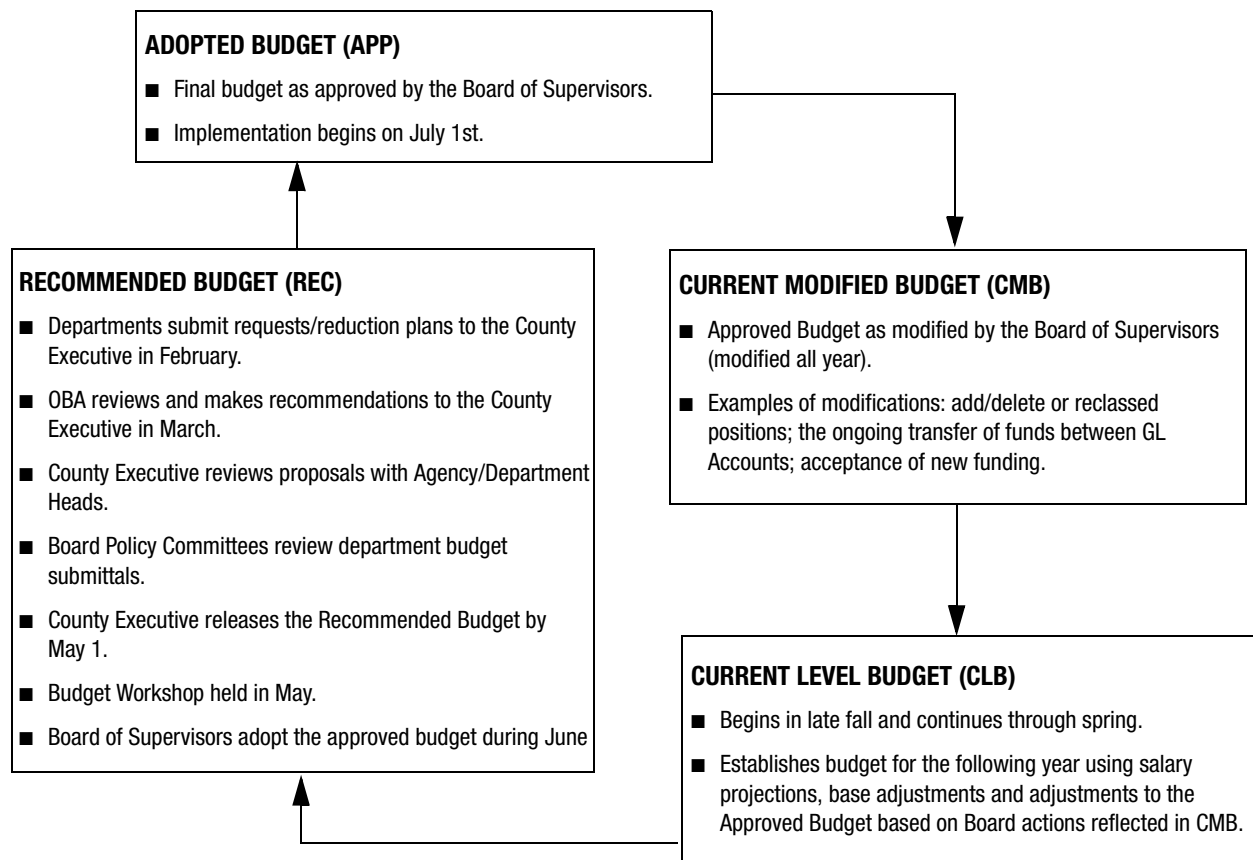 ADOPTED BUDGET (APP)
■ Final budget as approved by the Board of Supervisors.
■ Implementation begins on July 1st.
RECOMMENDED BUDGET (REC)
■ Departments submit requests/reduction plans to the County
Executive in February.
■ OBA reviews and makes recommendations to the County
Executive in March.
■ County Executive reviews proposals with Agency/Department
Heads.
■ Board Policy Committees review department budget
submittals.
■ County Executive releases the Recommended Budget by
May 1.
■ Budget Workshop held in May.
■ Board of Supervisors adopt the approved budget during June
CURRENT MODIFIED BUDGET (CMB)
■ Approved Budget as modified by the Board of Supervisors
(modified all year).
■ Examples of modifications: add/delete or reclassed
positions; the ongoing transfer of funds between GL
Accounts; acceptance of new funding.
CURRENT LEVEL BUDGET (CLB)
■ Begins in late fall and continues through spring.
■ Establishes budget for the following year using salary
projections, base adjustments and adjustments to the
Approved Budget based on Board actions reflected in CMB.